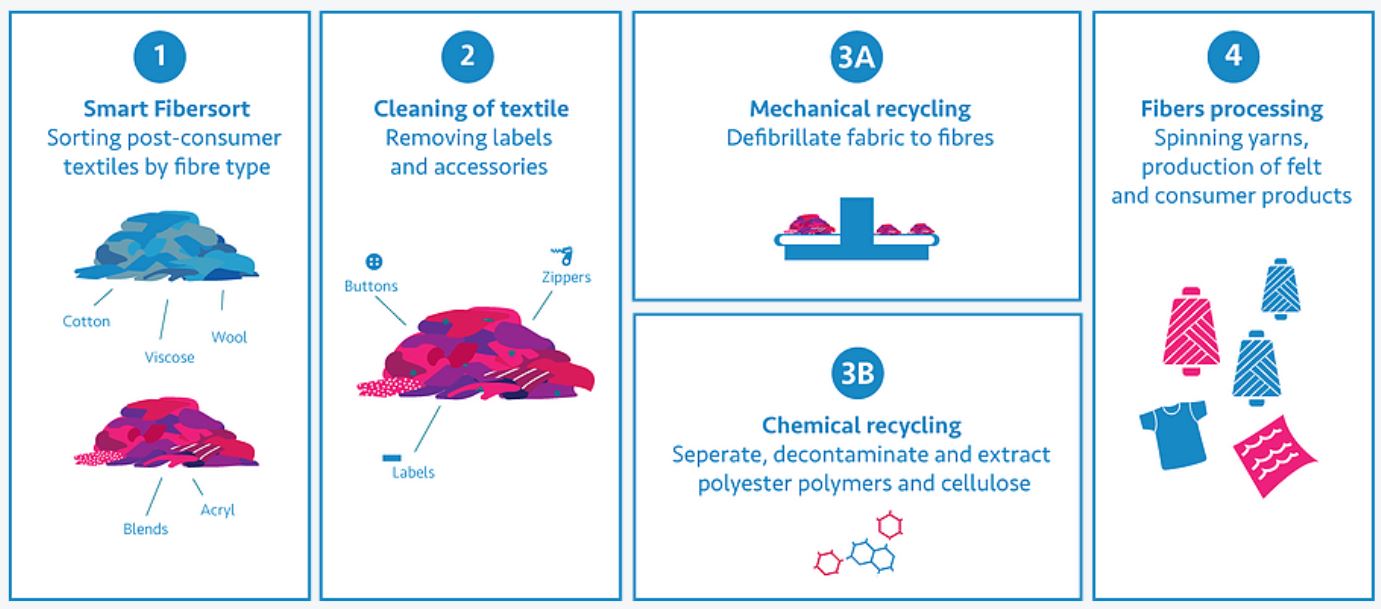 1
Smart Fibersort
Sorting post-consumer
textiles by fibre type
Cotton
Viscose
Wool
Blends
Acryl
2
Cleaning of textile
Removing labels
and accessories
Buttons
Zippers
Labels
3A
Mechanical recycling
Defibrillate fabric to fibres
3B
Chemical recycling
Seperate, decontaminate and extract
polyester polymers and cellulose
4
Fibers processing
Spinning yarns,
production of felt
and consumer products